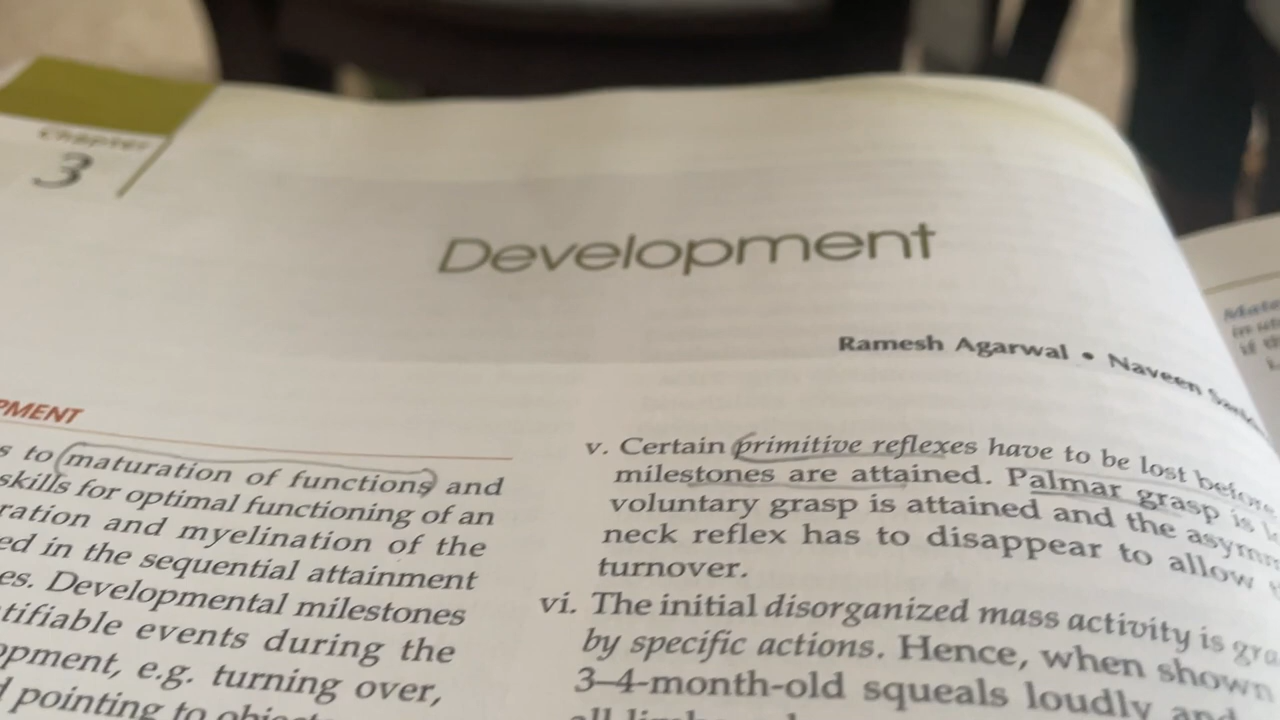 Chapter
3
Development
Ramesh Agarwal • Naveen
PMENT
s to maturation of functions and
skills for optimal functioning of an
ration and myelination of the
ed in the sequential attainment
es. Developmental milestones
tifiable events during the
opment, e.g. turning over,
pointing to
v. Certain primitive reflexes have to be lost before
milestones are attained. Palmar grasp is
voluntary grasp is attained and the asymm
neck reflex has to disappear to allow
turnover.
vi. The initial disorganized mass activity is gra
by specific actions. Hence, when shown
3–4-month-old squeals loudly and